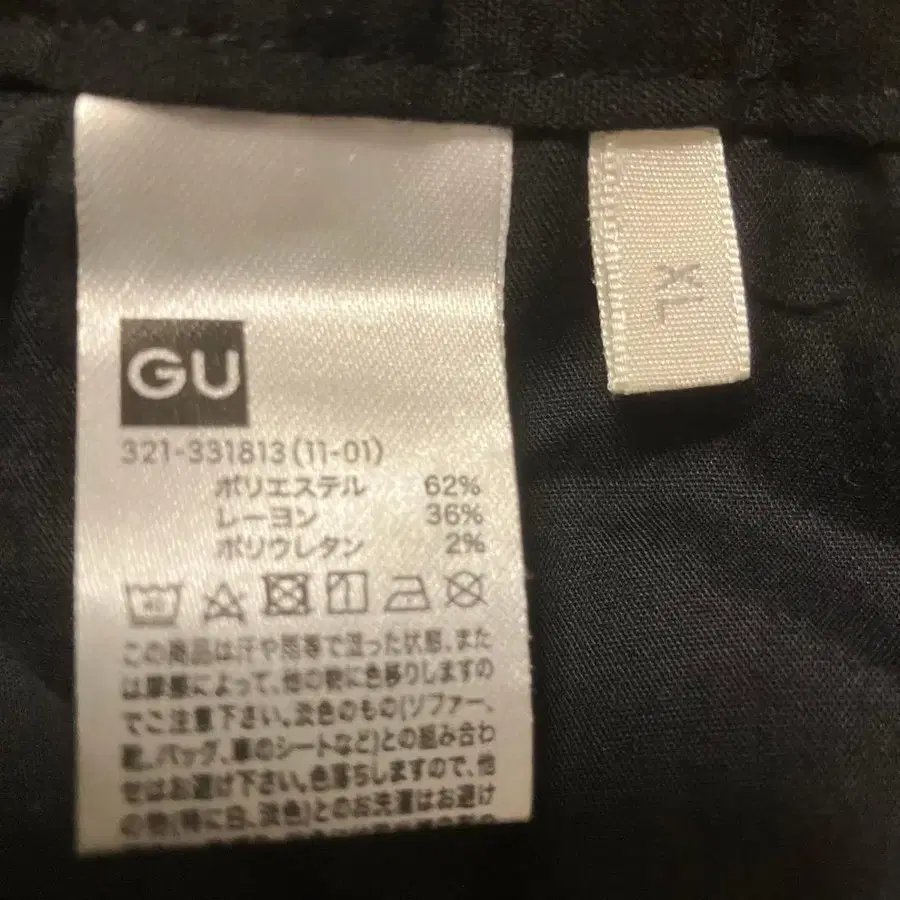 GU
321-331813(11-01)
ポリエステル 62%
レーヨン 36%
ポリウレタン 2%
この商品は汗や雨等で湿った状態、また
は摩擦によって、他の物に色移りしますの
でご注意下さい。淡色のもの(ソファー、
靴、バッグ、車のシートなど)との組み合わ
せはお避け下さい。色落ちしますので、他
の物(特に白、淡色)とのお洗濯はお避け
XL